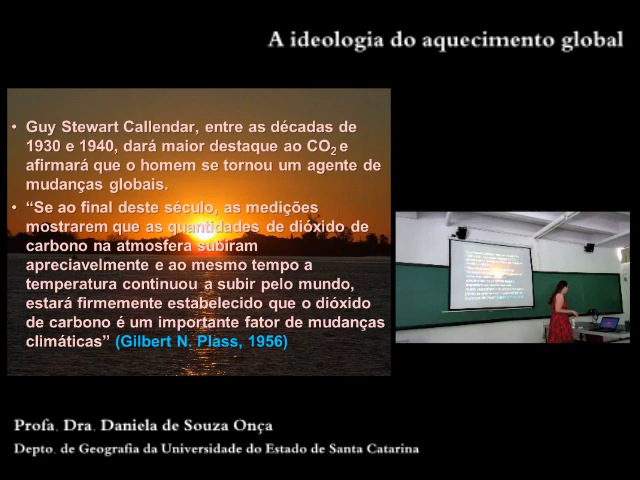 A ideologia do aquecimento global
• Guy Stewart Callendar, entre as décadas de
1930 e 1940, dará maior destaque ao CO₂ e
afirmará que o homem se tornou um agente de
mudanças globais.
• “Se ao final deste século, as medições
mostrarem que as quantidades de dióxido de
carbono na atmosfera subiram
apreciavelmente e ao mesmo tempo a
temperatura continuou a subir pelo mundo,
estará firmemente estabelecido que o dióxido
de carbono é um importante fator de mudanças
climáticas” (Gilbert N. Plass, 1956)
Profa. Dra. Daniela de Souza Onça
Depto. de Geografia da Universidade do Estado de Santa Catarina